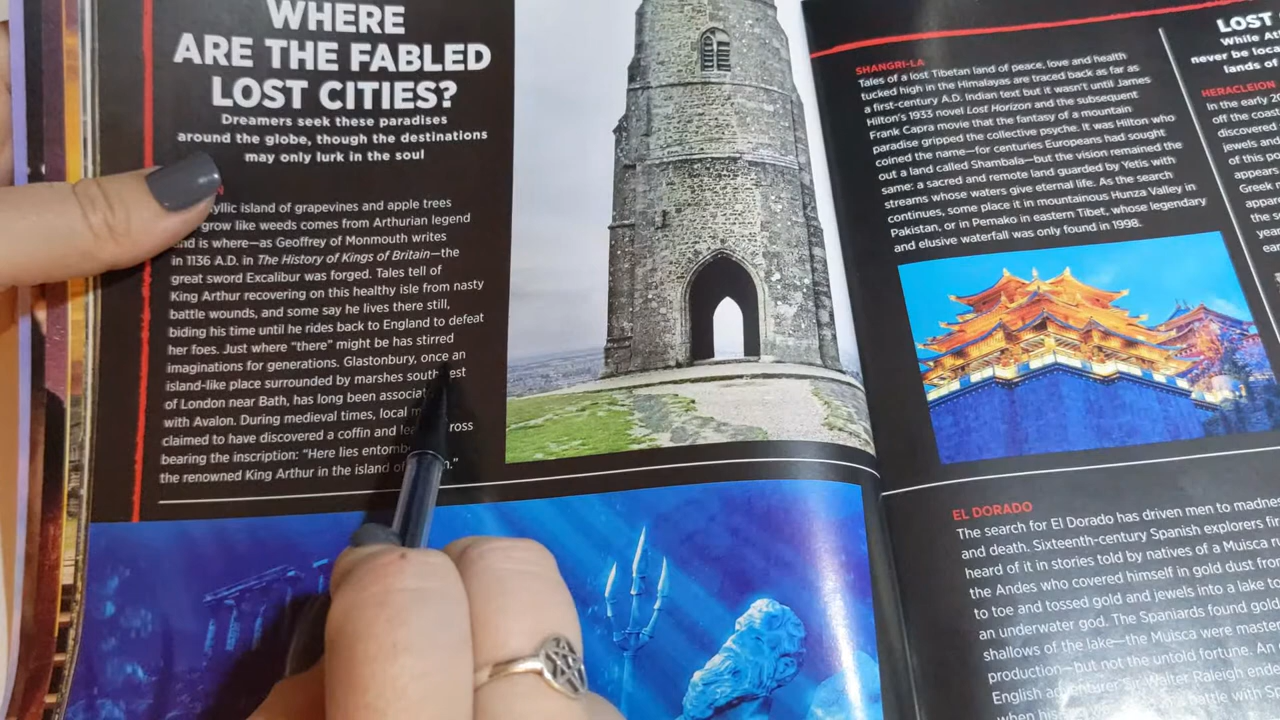 WHERE
ARE THE FABLED
LOST CITIES?
Dreamers seek these paradises
around the globe, though the destinations
may only lurk in the soul
island of grapevines and apple trees
grow like weeds comes from Arthurian legend
and is where—as Geoffrey of Monmouth writes
in 1136 A.D. in The History of Kings of Britain—the
great sword Excalibur was forged. Tales tell of
King Arthur recovering on this healthy isle from nasty
battle wounds, and some say he lives there still,
biding his time until he rides back to England to defeat
her foes. Just where “there” might be has stirred
imaginations for generations. Glastonbury, once an
island-like place surrounded by marshes
of London near Bath, has long been
with Avalon. During medieval times, local
claimed to have discovered a coffin and
bearing the inscription: “Here lies
the renowned King Arthur in the island of
SHANGRI-LA
Tales of a lost Tibetan land of peace, love and health
tucked high in the Himalayas are traced back as far as
a first-century A.D. Indian text but it wasn’t until James
Hilton’s 1933 novel Lost Horizon and the subsequent
Frank Capra movie that the fantasy of a mountain
paradise gripped the collective psyche. It was Hilton who
coined the name—for centuries Europeans had sought
out a land called Shambala—but the vision remained the
same: a sacred and remote land guarded by Yetis with
streams whose waters give eternal life. As the search
continues, some place it in mountainous Hunza Valley in
Pakistan, or in Pemako in eastern Tibet, whose legendary
and elusive waterfall was only found in 1998.
EL DORADO
The search for El Dorado has driven men to
and death. Sixteenth-century Spanish explorers
heard of it in stories told by natives of a Muisca
the Andes who covered himself in gold dust
to toe and tossed gold and jewels into a lake to
an underwater god. The Spaniards found gold
shallows of the lake—the Muisca were
production—but not the untold fortune. An
English Walter Raleigh
when his battle with
LOST
While
never be
lands of
HERACLEION
In the early
off the
discovered
jewels and
of this
appears
Greek
the